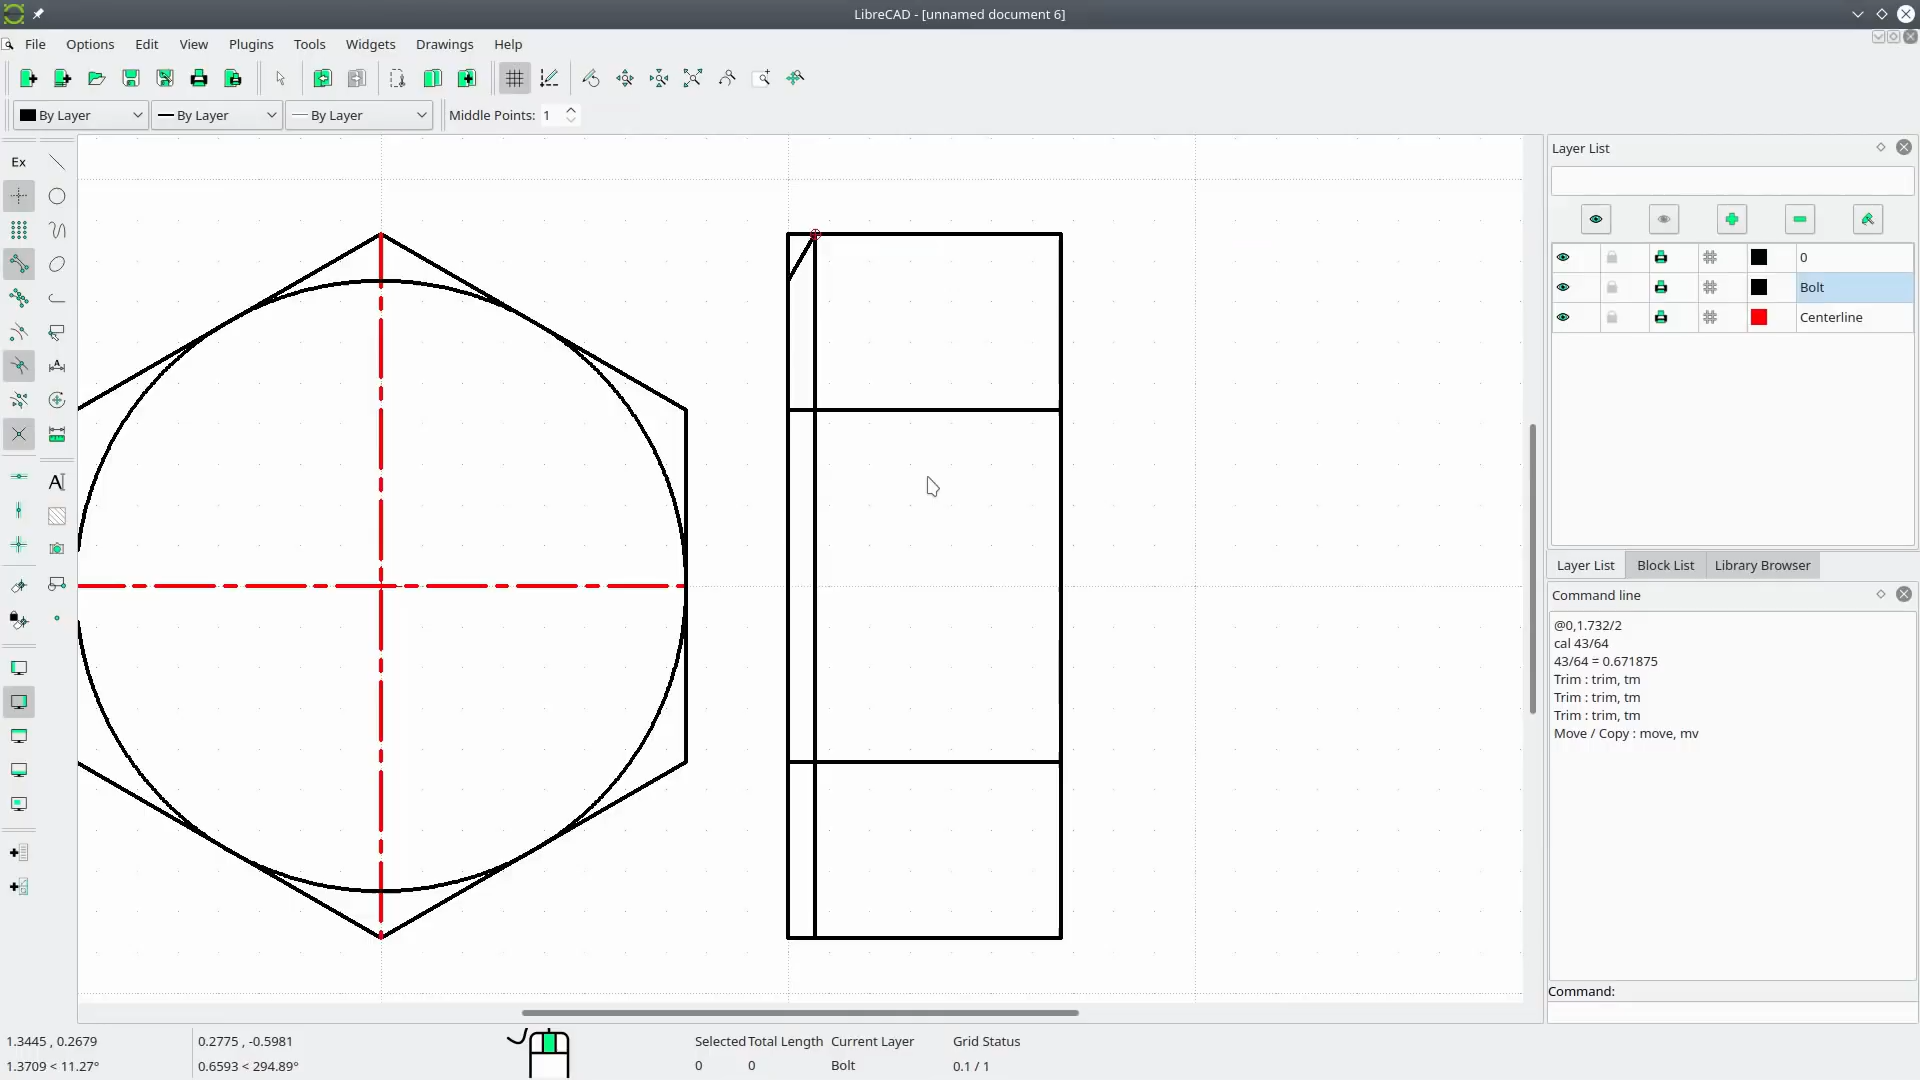 LibreCAD - [unnamed document 6]
File Options Edit View Plugins Tools Widgets Drawings Help
By Layer By Layer By Layer Middle Points: 1
Ex
A
Layer List
0
Bolt
Centerline
Layer List Block List Library Browser
Command line
@0,1.732/2
cal 43/64
43/64 = 0.671875
Trim : trim, tm
Trim : trim, tm
Trim : trim, tm
Move / Copy : move, mv
Command:
1.3445 , 0.2679 0.2775 , -0.5981 Selected Total Length Current Layer Grid Status
1.3709 < 11.27° 0.6593 < 294.89° 0 0 Bolt 0.1 / 1